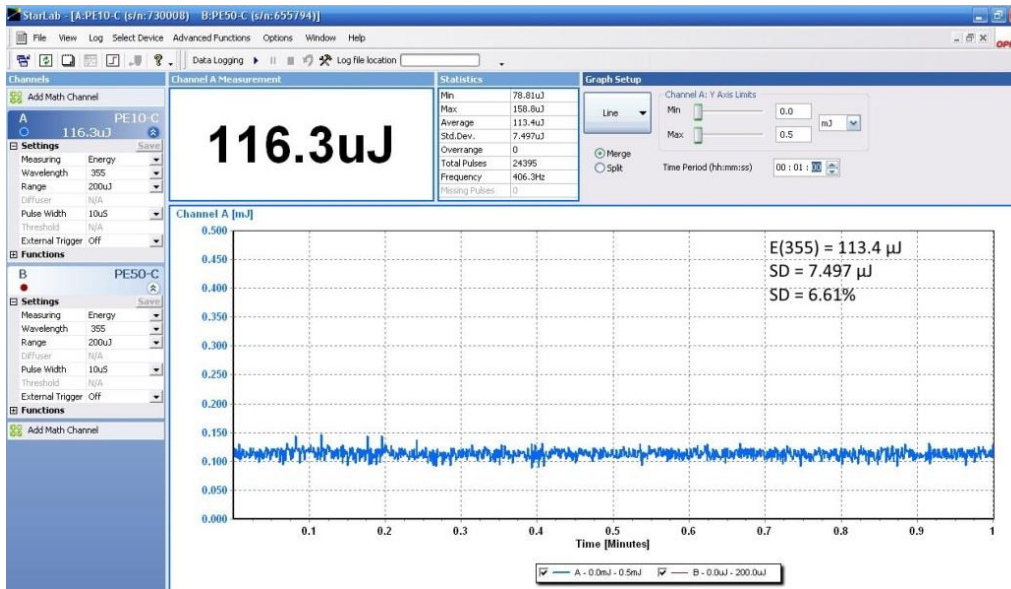 StarLab - [A:PE10-C (s/n:730008) B:PE50-C (s/n:655794)]
File View Log Select Device Advanced Functions Options Window Help
Data Logging Log file location
Channels
Add Math Channel
A PE10-C
116.3uJ
Settings Save
Measuring Energy
Wavelength 355
Range 200uJ
Diffuser N/A
Pulse Width 10uS
Threshold N/A
External Trigger Off
Functions
B PE50-C
Settings Save
Measuring Energy
Wavelength 355
Range 200uJ
Diffuser N/A
Pulse Width 10uS
Threshold N/A
External Trigger Off
Functions
Add Math Channel
Channel A Measurement
116.3uJ
Statistics
Min 78.81uJ
Max 158.8uJ
Average 113.4uJ
Std.Dev. 7.497uJ
Overrange 0
Total Pulses 24395
Frequency 406.3Hz
Missing Pulses 0
Graph Setup
Line
Merge
Split
Channel A: Y Axis Limits
Min 0.0
Max 0.5
mJ
Time Period (hh:mm:ss) 00 : 01 : 00
Channel A [mJ]
E(355) = 113.4 µJ
SD = 7.497 µJ
SD = 6.61%
0.500
0.450
0.400
0.350
0.300
0.250
0.200
0.150
0.100
0.050
0.000
0.1 0.2 0.3 0.4 0.5 0.6 0.7 0.8 0.9 1
Time [Minutes]
A - 0.0mJ - 0.5mJ B - 0.0uJ - 200.0uJ